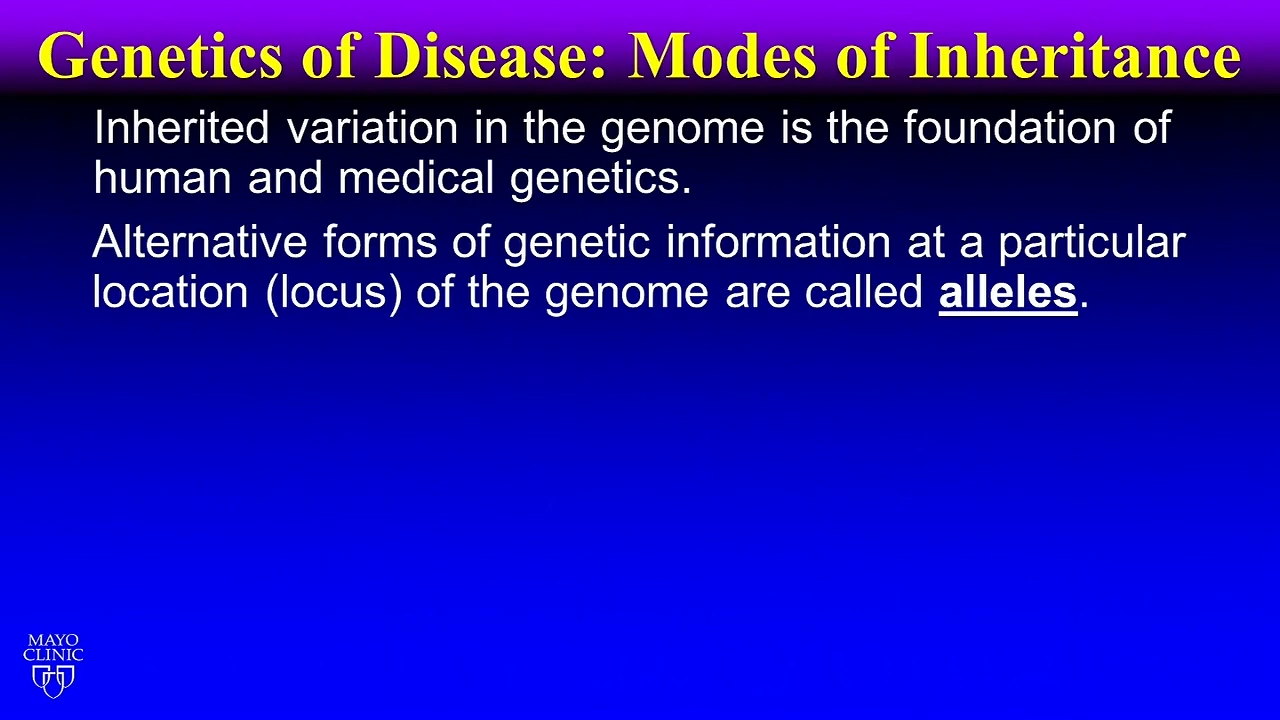 Genetics of Disease: Modes of Inheritance
Inherited variation in the genome is the foundation of
human and medical genetics.
Alternative forms of genetic information at a particular
location (locus) of the genome are called alleles.
MAYO
CLINIC